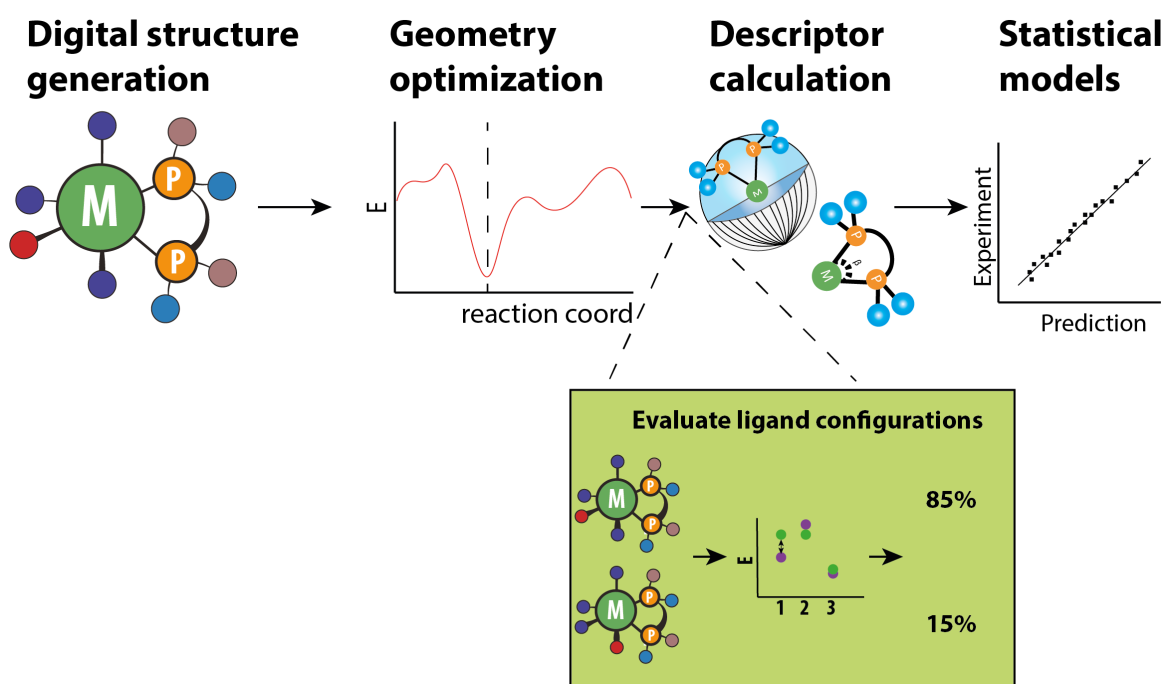 Digital structure
generation
Geometry
optimization
Descriptor
calculation
Statistical
models
M
P
P
E
reaction coord
P
P
M
P
M
β
P
Experiment
Prediction
Evaluate ligand configurations
M
P
P
85%
E
1 2 3
M
P
P
15%